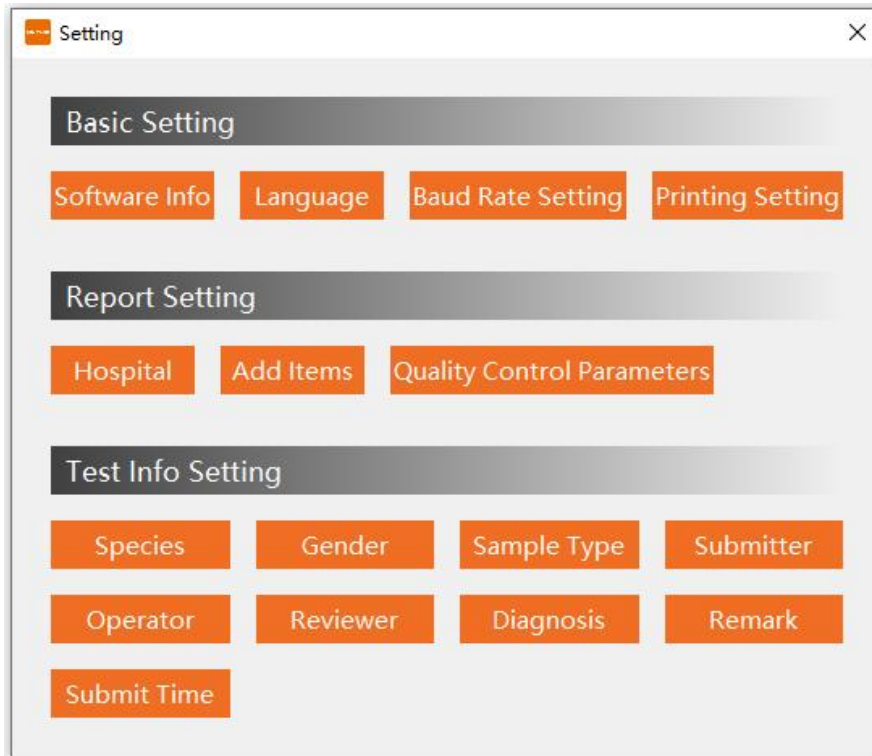 Setting
Basic Setting
Software Info Language Baud Rate Setting Printing Setting
Report Setting
Hospital Add Items Quality Control Parameters
Test Info Setting
Species Gender Sample Type Submitter
Operator Reviewer Diagnosis Remark
Submit Time